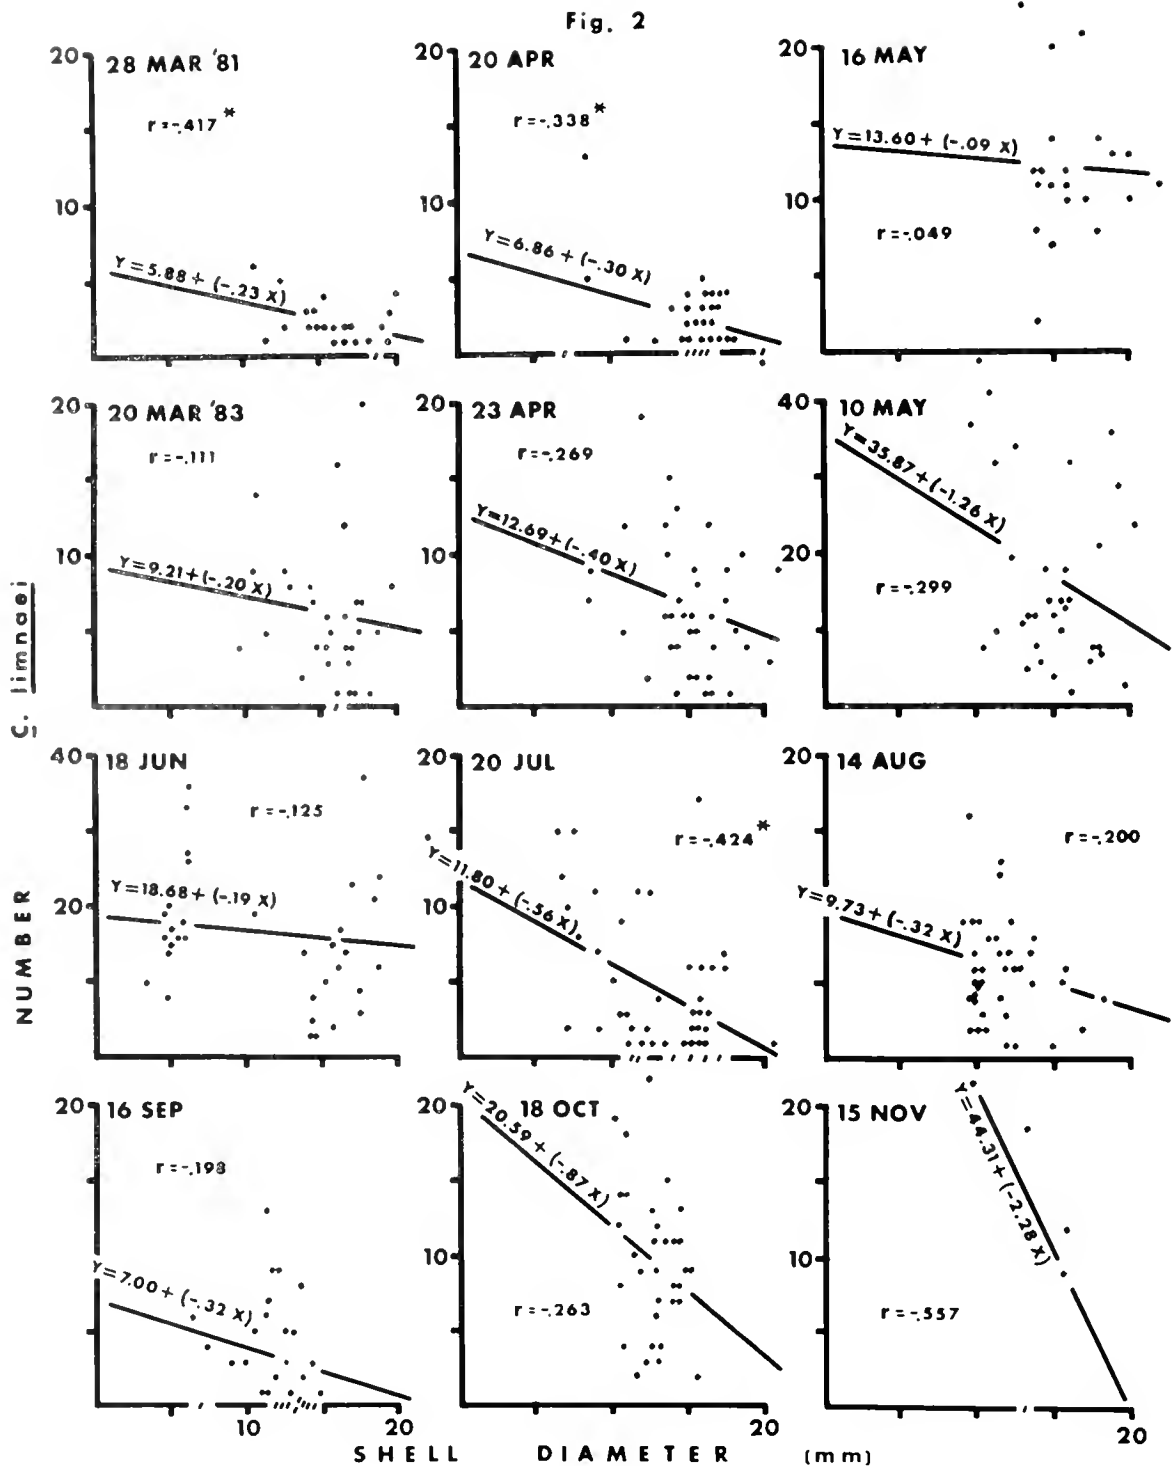 Fig. 2
28 MAR '81
r=-.417*
Y=5.88+ (-.23 X)
20
10
20 APR
r=-.338*
Y=6.86+ (-.30 X)
20
10
16 MAY
Y=13.60+ (-.09 X)
r=-.049
20
10
20 MAR '83
r=-.111
Y=9.21+(-.20 X)
20
10
23 APR
r=-.269
Y=12.69+(-.40 X)
20
10
10 MAY
Y=35.87+(-1.26 X)
r=-.299
40
20
18 JUN
r=-.125
Y=18.68+ (-.19 X)
40
20
20 JUL
r=-.424*
Y=11.80+ (-.56 X)
20
10
14 AUG
r=-.200
Y=9.73+ (-.32 X)
20
10
16 SEP
r=-.198
Y=7.00+ (-.32 X)
20
10
10
20
18 OCT
Y=20.59+ (-.87 X)
r=-.263
20
10
20
15 NOV
Y=44.31+ (-2.28 X)
r=-.557
20
10
20
NUMBER C. limnaei
SHELL DIAMETER (mm)